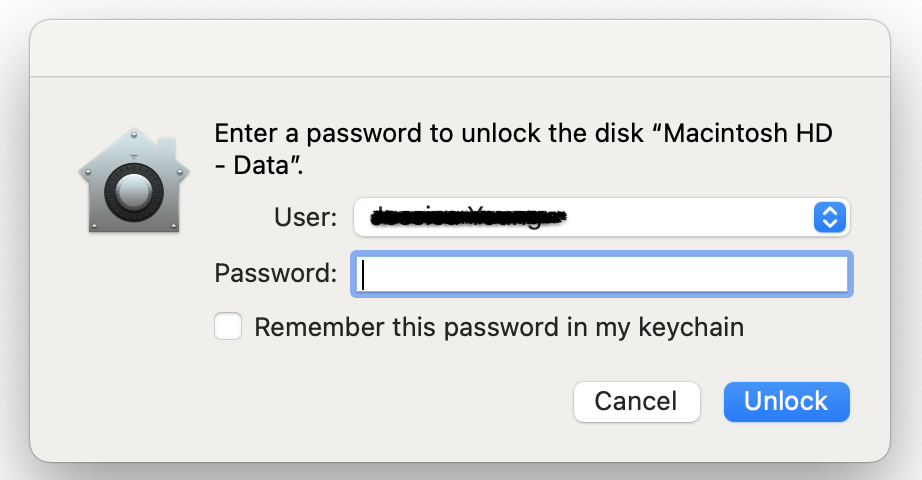 Enter a password to unlock the disk “Macintosh HD
- Data”.
User:
Password:
Remember this password in my keychain
Cancel
Unlock